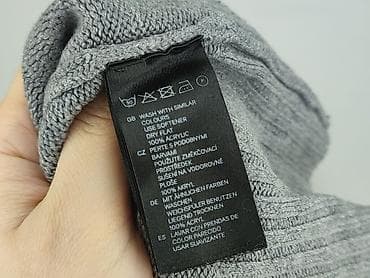 GB WASH WITH SIMILAR
COLOURS
USE SOFTENER
DRY FLAT
100% ACRYLIC
CZ PERTE S PODOBNÝMI
BARVAMI
POUŽIJTE ZMĚKČOVACÍ
PROSTŘEDEK
SUŠENÍ NA VODOROVNÉ
PLOŠE
100% AKRYL
DE MIT ÄHNLICHEN FARBEN
WASCHEN
WEICHSPÜLER BENUTZEN
LIEGEND TROCKNEN
100% ACRYL
ES LAVAR CON PRENDAS DE
COLOR PARECIDO
USAR SUAVIZANTE